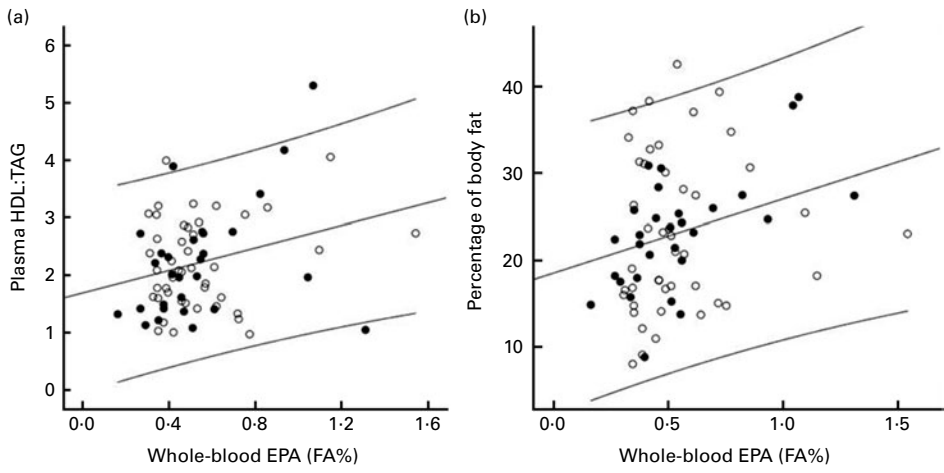 (a)
6
5
4
3
2
1
0
Plasma HDL:TAG
0·0 0·4 0·8 1·2 1·6
Whole-blood EPA (FA%)
(b)
40
30
20
10
Percentage of body fat
0·0 0·5 1·0 1·5
Whole-blood EPA (FA%)